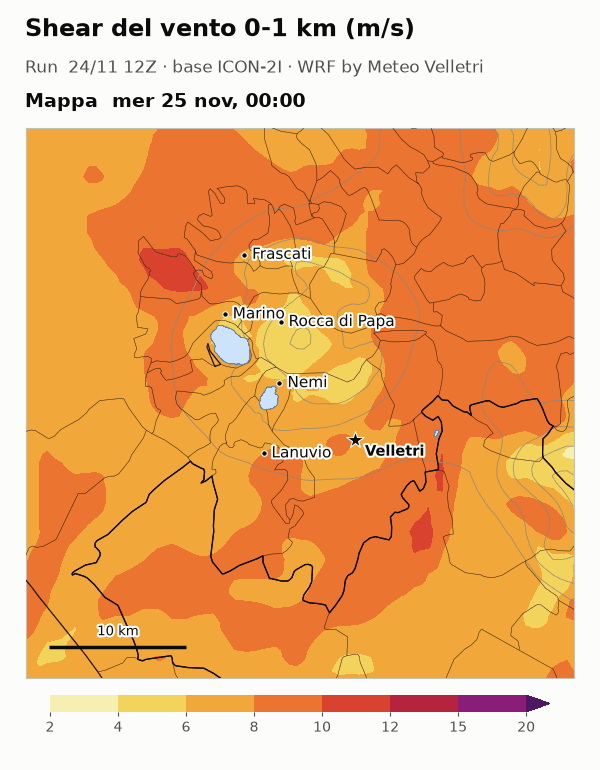 Shear del vento 0-1 km (m/s)
Run  24/11 12Z · base ICON-2I · WRF by Meteo Velletri
Mappa  mer 25 nov, 00:00
Frascati
Marino
Rocca di Papa
Nemi
Velletri
Lanuvio
10 km
2 4 6 8 10 12 15 20